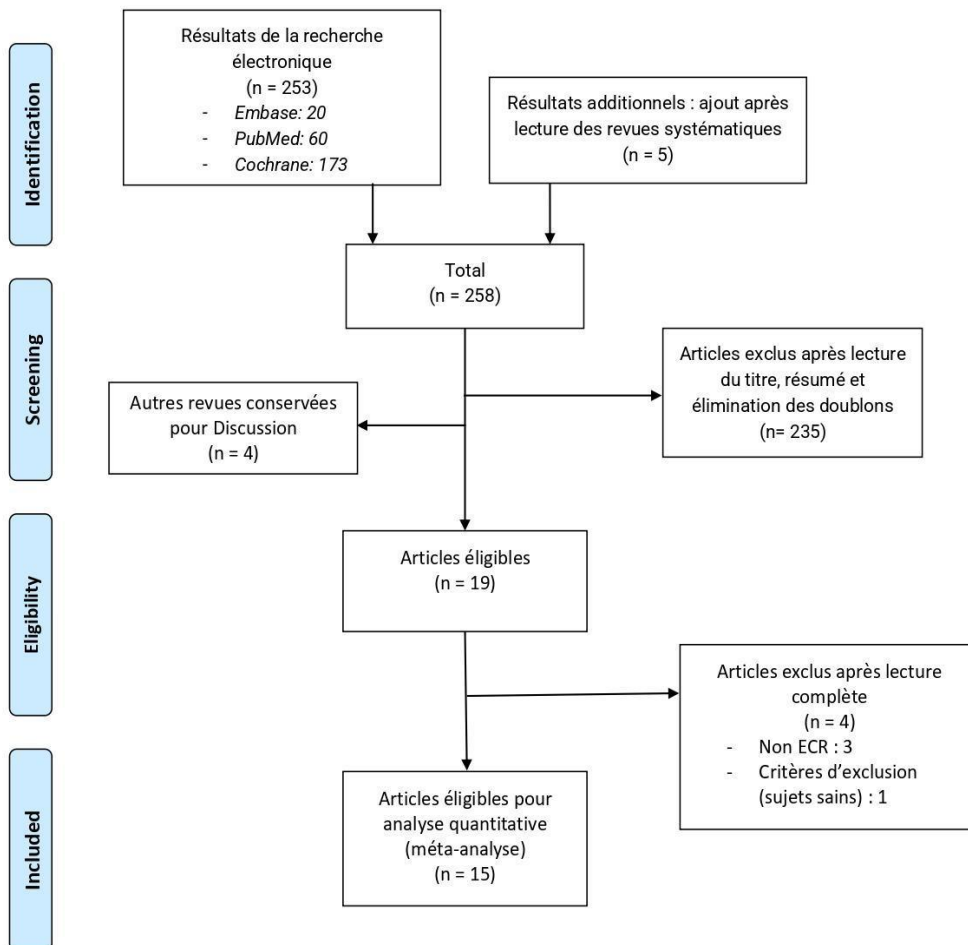 Identification
Résultats de la recherche
électronique
(n = 253)
- Embase: 20
- PubMed: 60
- Cochrane: 173
Résultats additionnels : ajout après
lecture des revues systématiques
(n = 5)
Total
(n = 258)
Screening
Articles exclus après lecture
du titre, résumé et
élimination des doublons
(n= 235)
Autres revues conservées
pour Discussion
(n = 4)
Eligibility
Articles éligibles
(n = 19)
Articles exclus après lecture
complète
(n = 4)
- Non ECR : 3
- Critères d’exclusion
(sujets sains) : 1
Included
Articles éligibles pour
analyse quantitative
(méta-analyse)
(n = 15)